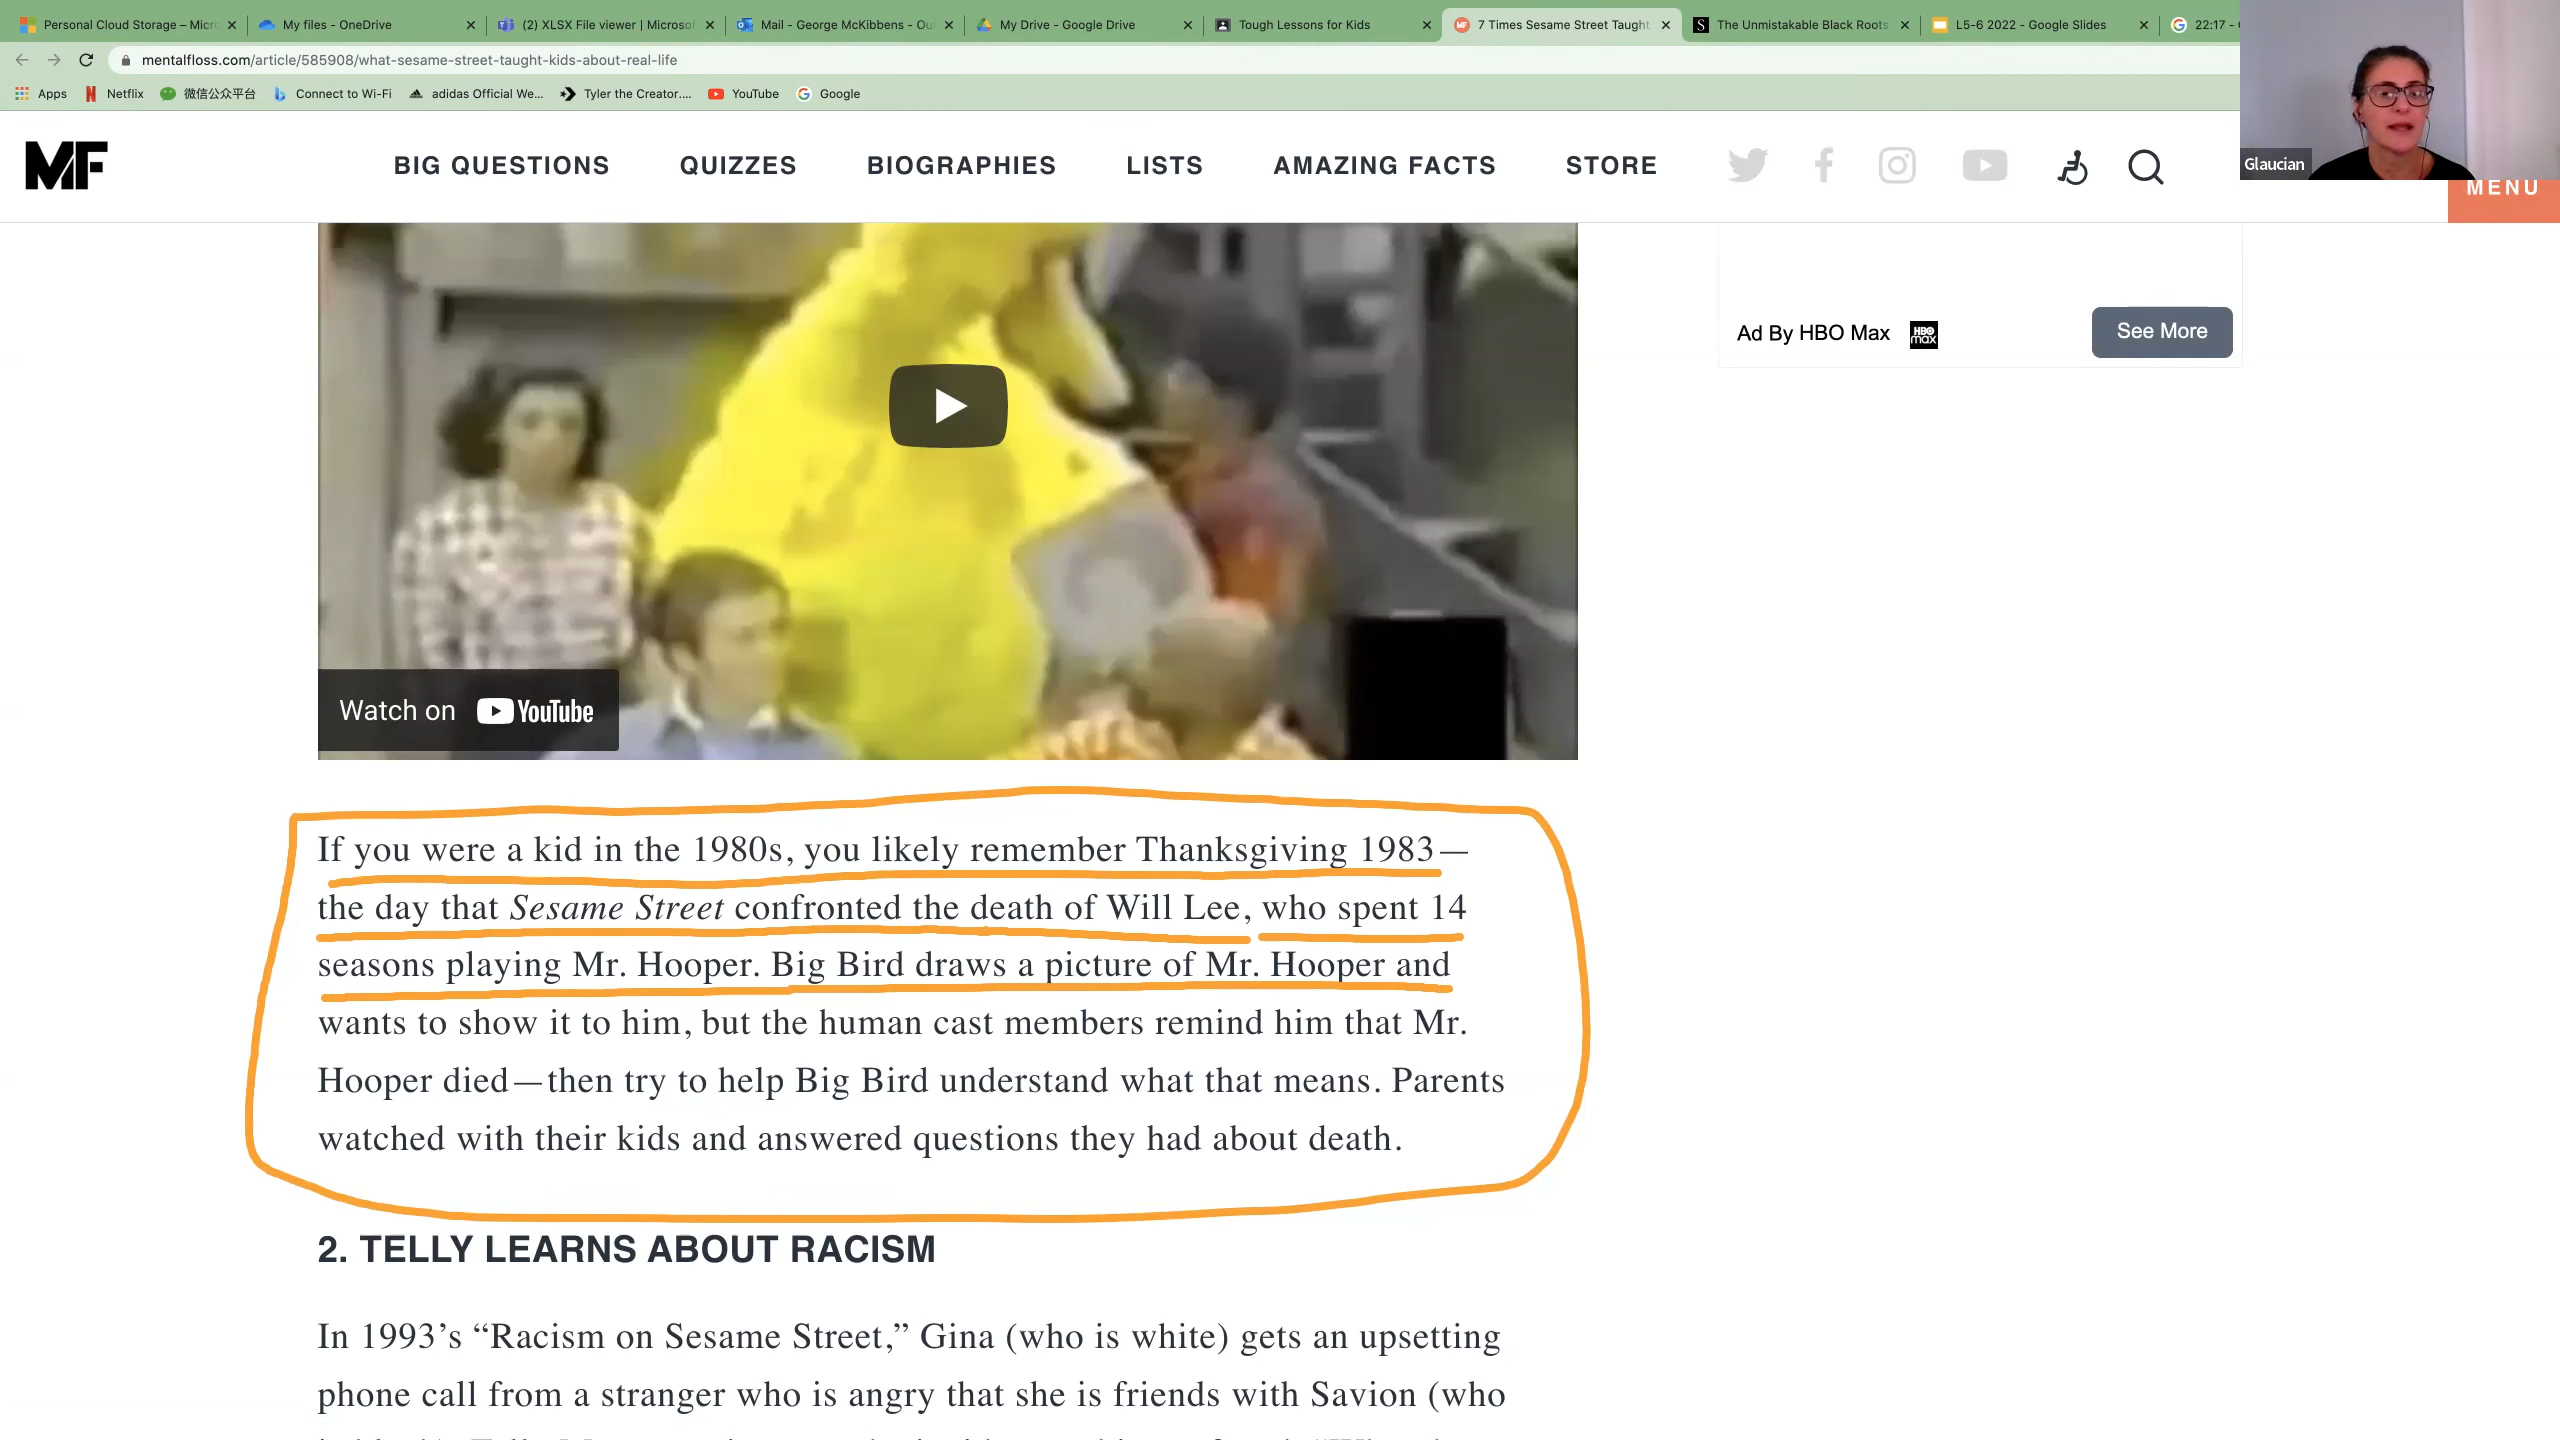 Personal Cloud Storage – Micr
My files - OneDrive
(2) XLSX File viewer | Microsof
Mail - George McKibbens - Ou
My Drive - Google Drive
Tough Lessons for Kids
7 Times Sesame Street Taught
The Unmistakable Black Roots
L5-6 2022 - Google Slides
22:17 -
mentalfloss.com/article/585908/what-sesame-street-taught-kids-about-real-life
Apps
Netflix
微信公众平台
Connect to Wi-Fi
adidas Official We...
Tyler the Creator....
YouTube
Google
Glaucian
MF
BIG QUESTIONS
QUIZZES
BIOGRAPHIES
LISTS
AMAZING FACTS
STORE
MENU
Ad By HBO Max
HBO max
See More
Watch on YouTube
If you were a kid in the 1980s, you likely remember Thanksgiving 1983—
the day that Sesame Street confronted the death of Will Lee, who spent 14
seasons playing Mr. Hooper. Big Bird draws a picture of Mr. Hooper and
wants to show it to him, but the human cast members remind him that Mr.
Hooper died—then try to help Big Bird understand what that means. Parents
watched with their kids and answered questions they had about death.
2. TELLY LEARNS ABOUT RACISM
In 1993’s “Racism on Sesame Street,” Gina (who is white) gets an upsetting
phone call from a stranger who is angry that she is friends with Savion (who